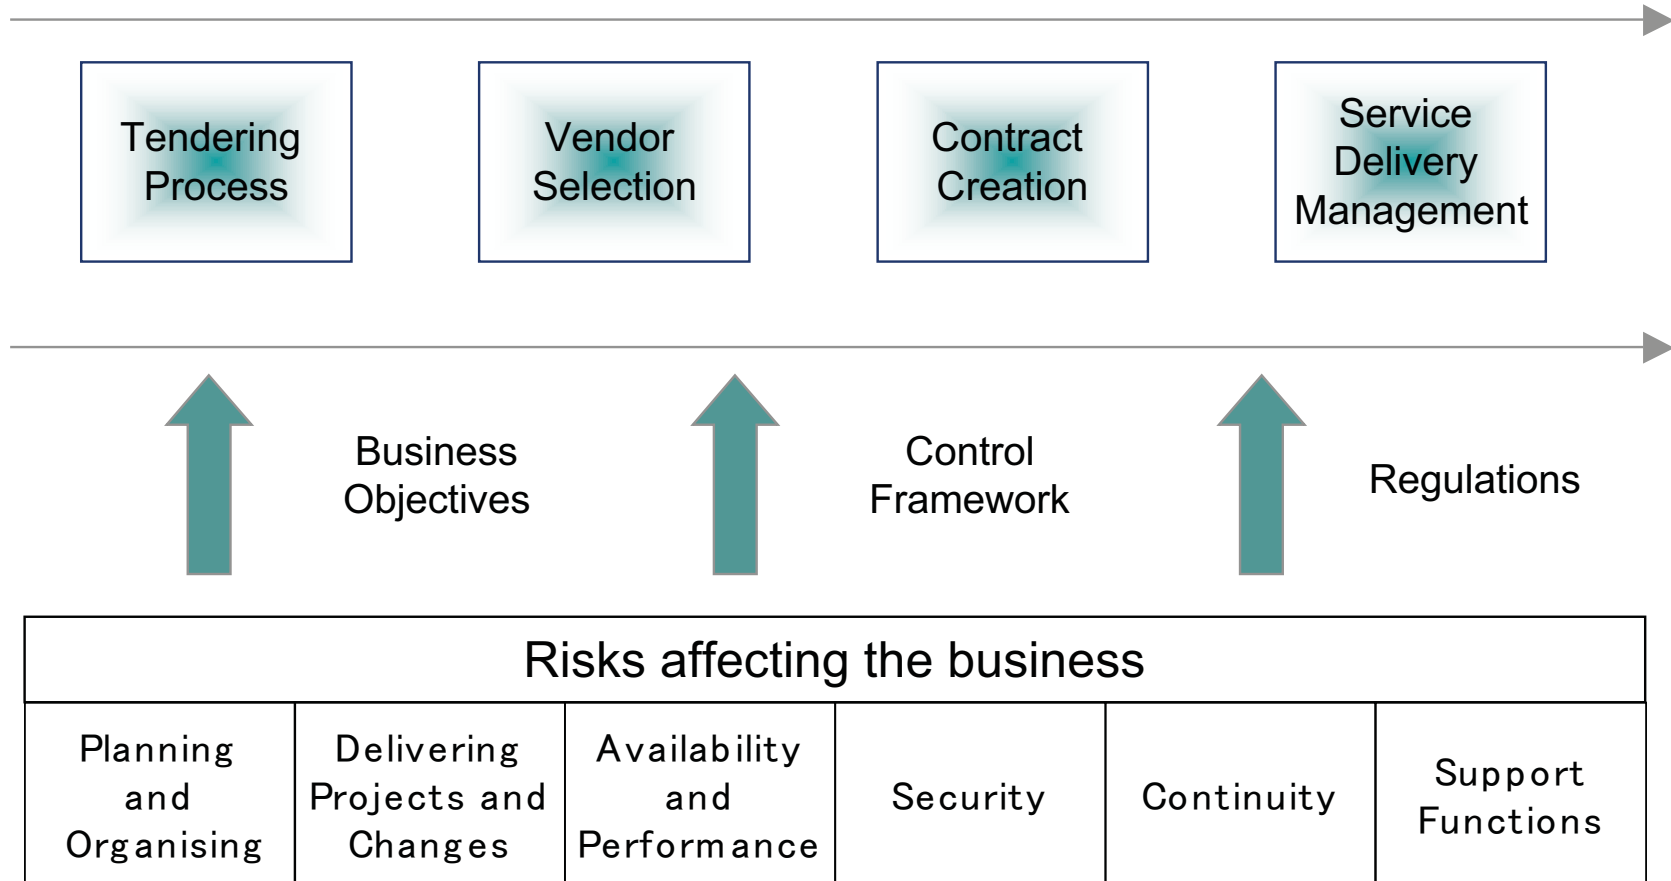 Tendering
Process
Vendor
Selection
Contract
Creation
Service
Delivery
Management
Business
Objectives
Control
Framework
Regulations
Risks affecting the business
Planning
and
Organising
Delivering
Projects and
Changes
Availability
and
Performance
Security
Continuity
Support
Functions